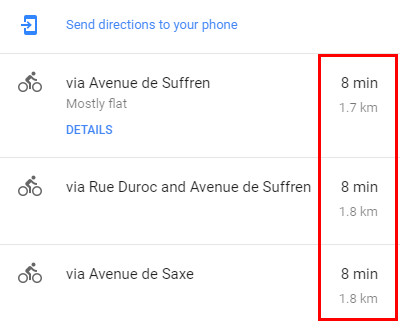 Send directions to your phone
via Avenue de Suffren 8 min
Mostly flat 1.7 km
DETAILS
via Rue Duroc and Avenue de Suffren 8 min
1.8 km
via Avenue de Saxe 8 min
1.8 km